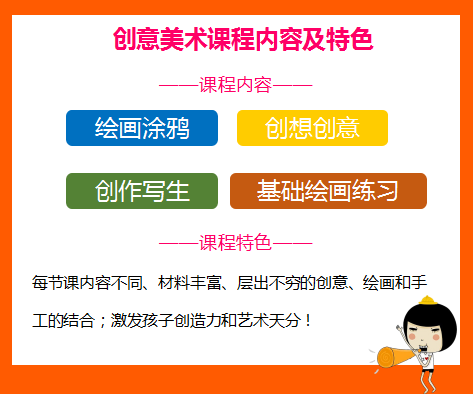 创意美术课程内容及特色
——课程内容——
绘画涂鸦
创想创意
创作写生
基础绘画练习
——课程特色——
每节课内容不同、材料丰富、层出不穷的创意、绘画和手
工的结合；激发孩子创造力和艺术天分！